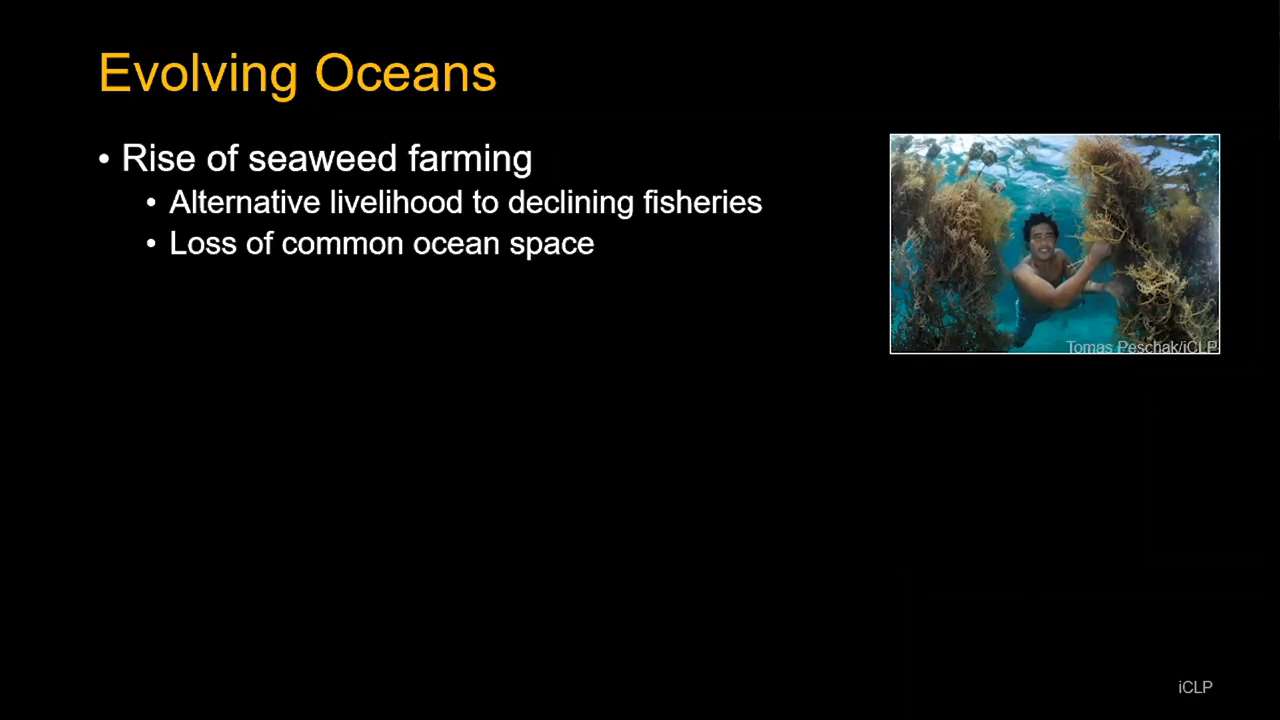 Evolving Oceans
• Rise of seaweed farming
• Alternative livelihood to declining fisheries
• Loss of common ocean space
Tomas Peschak/iCLP
iCLP